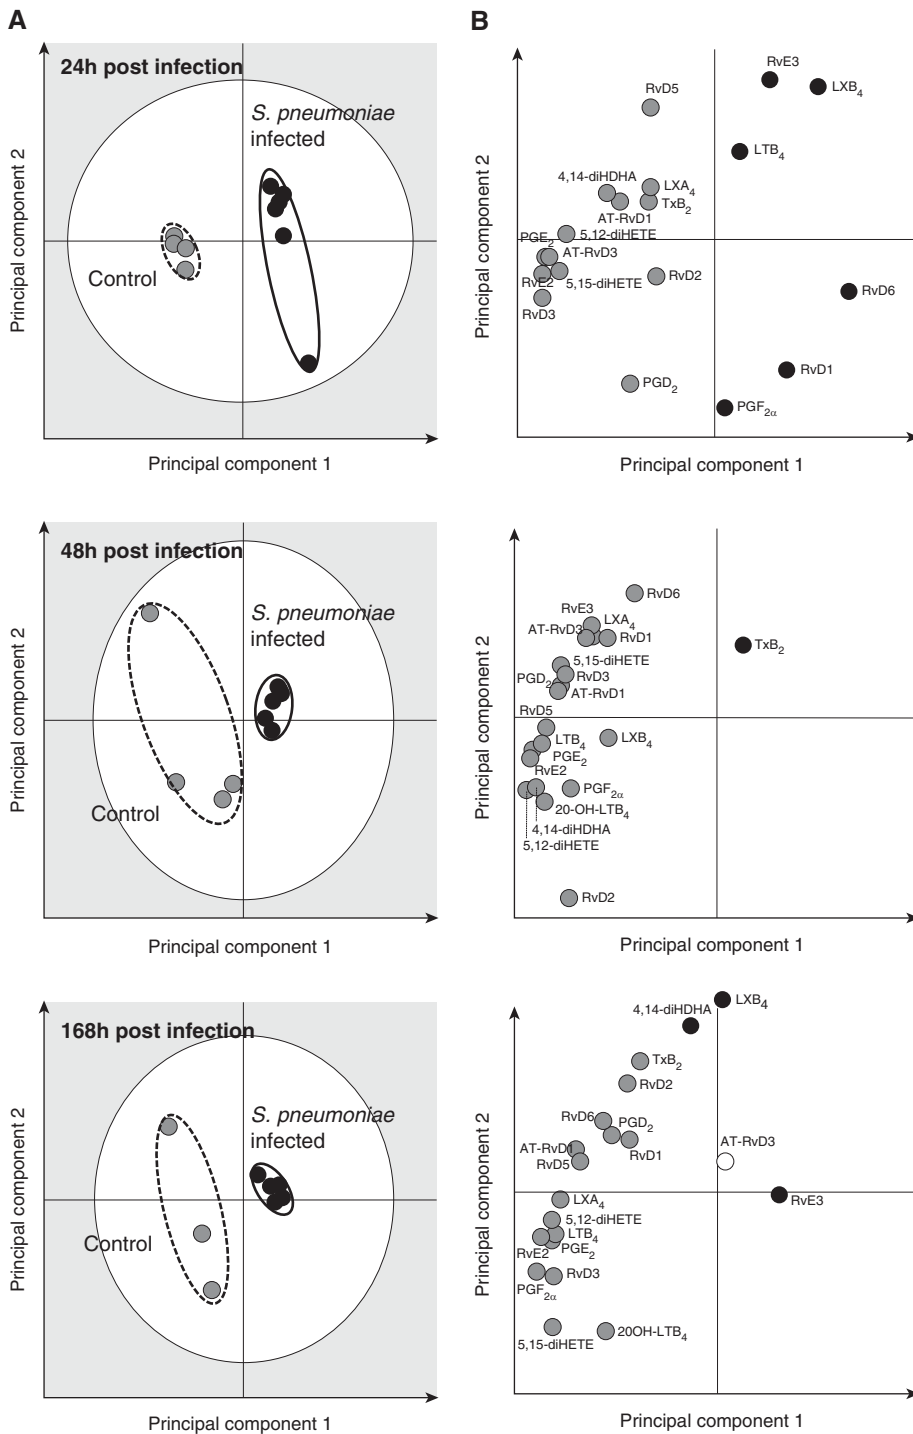 A
B
24h post infection
S. pneumoniae
infected
Control
Principal component 2
Principal component 1
RvE3
LXB4
RvD5
LTB4
4,14-diHDHA
LXA4
TxB2
AT-RvD1
5,12-diHETE
PGE2
AT-RvD3
RvE2
5,15-diHETE
RvD2
RvD3
RvD6
RvD1
PGD2
PGF2α
Principal component 2
Principal component 1
48h post infection
S. pneumoniae
infected
Control
Principal component 2
Principal component 1
RvD6
RvE3
LXA4
AT-RvD3
RvD1
TxB2
5,15-diHETE
RvD3
PGD2
AT-RvD1
RvD5
LTB4
LXB4
PGE2
RvE2
PGF2α
20-OH-LTB4
4,14-diHDHA
5,12-diHETE
RvD2
Principal component 2
Principal component 1
168h post infection
S. pneumoniae
infected
Control
Principal component 2
Principal component 1
LXB4
4,14-diHDHA
TxB2
RvD2
RvD6
PGD2
AT-RvD1
RvD1
AT-RvD3
RvD5
LXA4
RvE3
5,12-diHETE
LTB4
RvE2
PGE2
RvD3
PGF2α
5,15-diHETE
20OH-LTB4
Principal component 2
Principal component 1